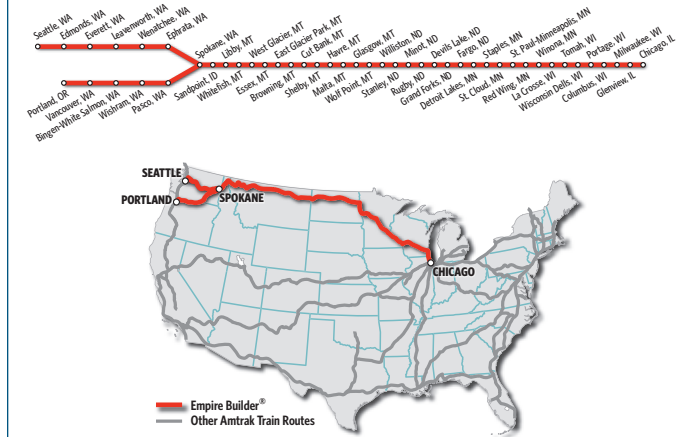 Seattle, WA
Edmonds, WA
Everett, WA
Leavenworth, WA
Wenatchee, WA
Ephrata, WA
Spokane, WA
Libby, MT
West Glacier, MT
East Glacier Park, MT
Cut Bank, MT
Havre, MT
Glasgow, MT
Williston, ND
Minot, ND
Devils Lake, ND
Fargo, ND
Staples, MN
St. Paul-Minneapolis, MN
Winona, MN
Tomah, WI
Portage, WI
Milwaukee, WI
Chicago, IL
Portland, OR
Vancouver, WA
Bingen-White Salmon, WA
Wishram, WA
Pasco, WA
Sandpoint, ID
Whitefish, MT
Essex, MT
Browning, MT
Shelby, MT
Malta, MT
Wolf Point, MT
Stanley, ND
Rugby, ND
Grand Forks, ND
Detroit Lakes, MN
St. Cloud, MN
Red Wing, MN
La Crosse, WI
Wisconsin Dells, WI
Columbus, WI
Glenview, IL
SEATTLE
PORTLAND
SPOKANE
CHICAGO
Empire Builder®
Other Amtrak Train Routes